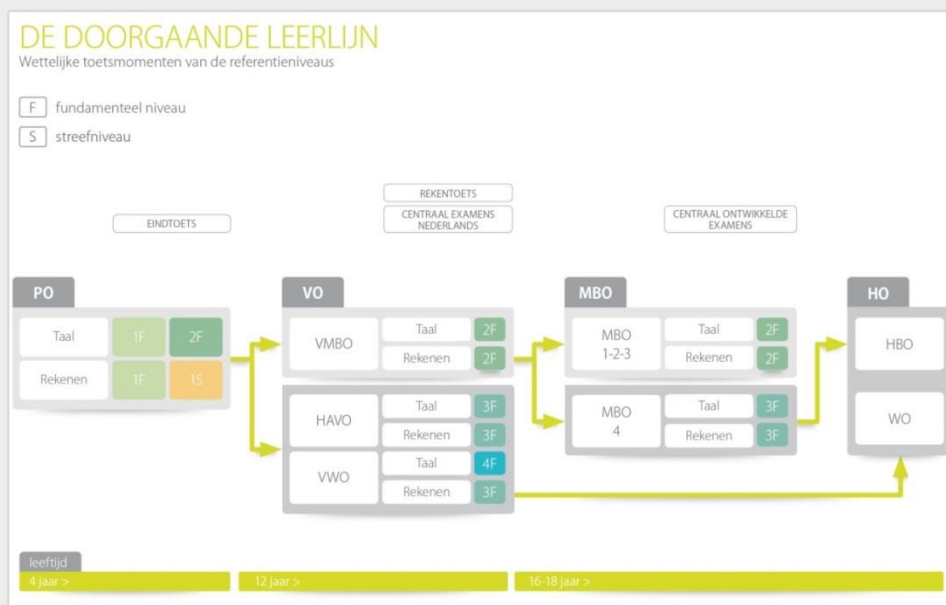 DE DOORGAANDE LEERLIJN
Wettelijke toetsmomenten van de referentieniveaus
F fundamenteel niveau
S streefniveau
EINDTOETS
REKENTOETS
CENTRAAL EXAMENS
NEDERLANDS
CENTRAAL ONTWIKKELDE
EXAMENS
PO
Taal 1F 2F
Rekenen 1F 1S
VO
VMBO
Taal 2F
Rekenen 2F
HAVO
Taal 3F
Rekenen 3F
VWO
Taal 4F
Rekenen 3F
MBO
MBO
1-2-3
Taal 2F
Rekenen 2F
MBO
4
Taal 3F
Rekenen 3F
HO
HBO
WO
leeftijd
4 jaar >
12 jaar >
16-18 jaar >